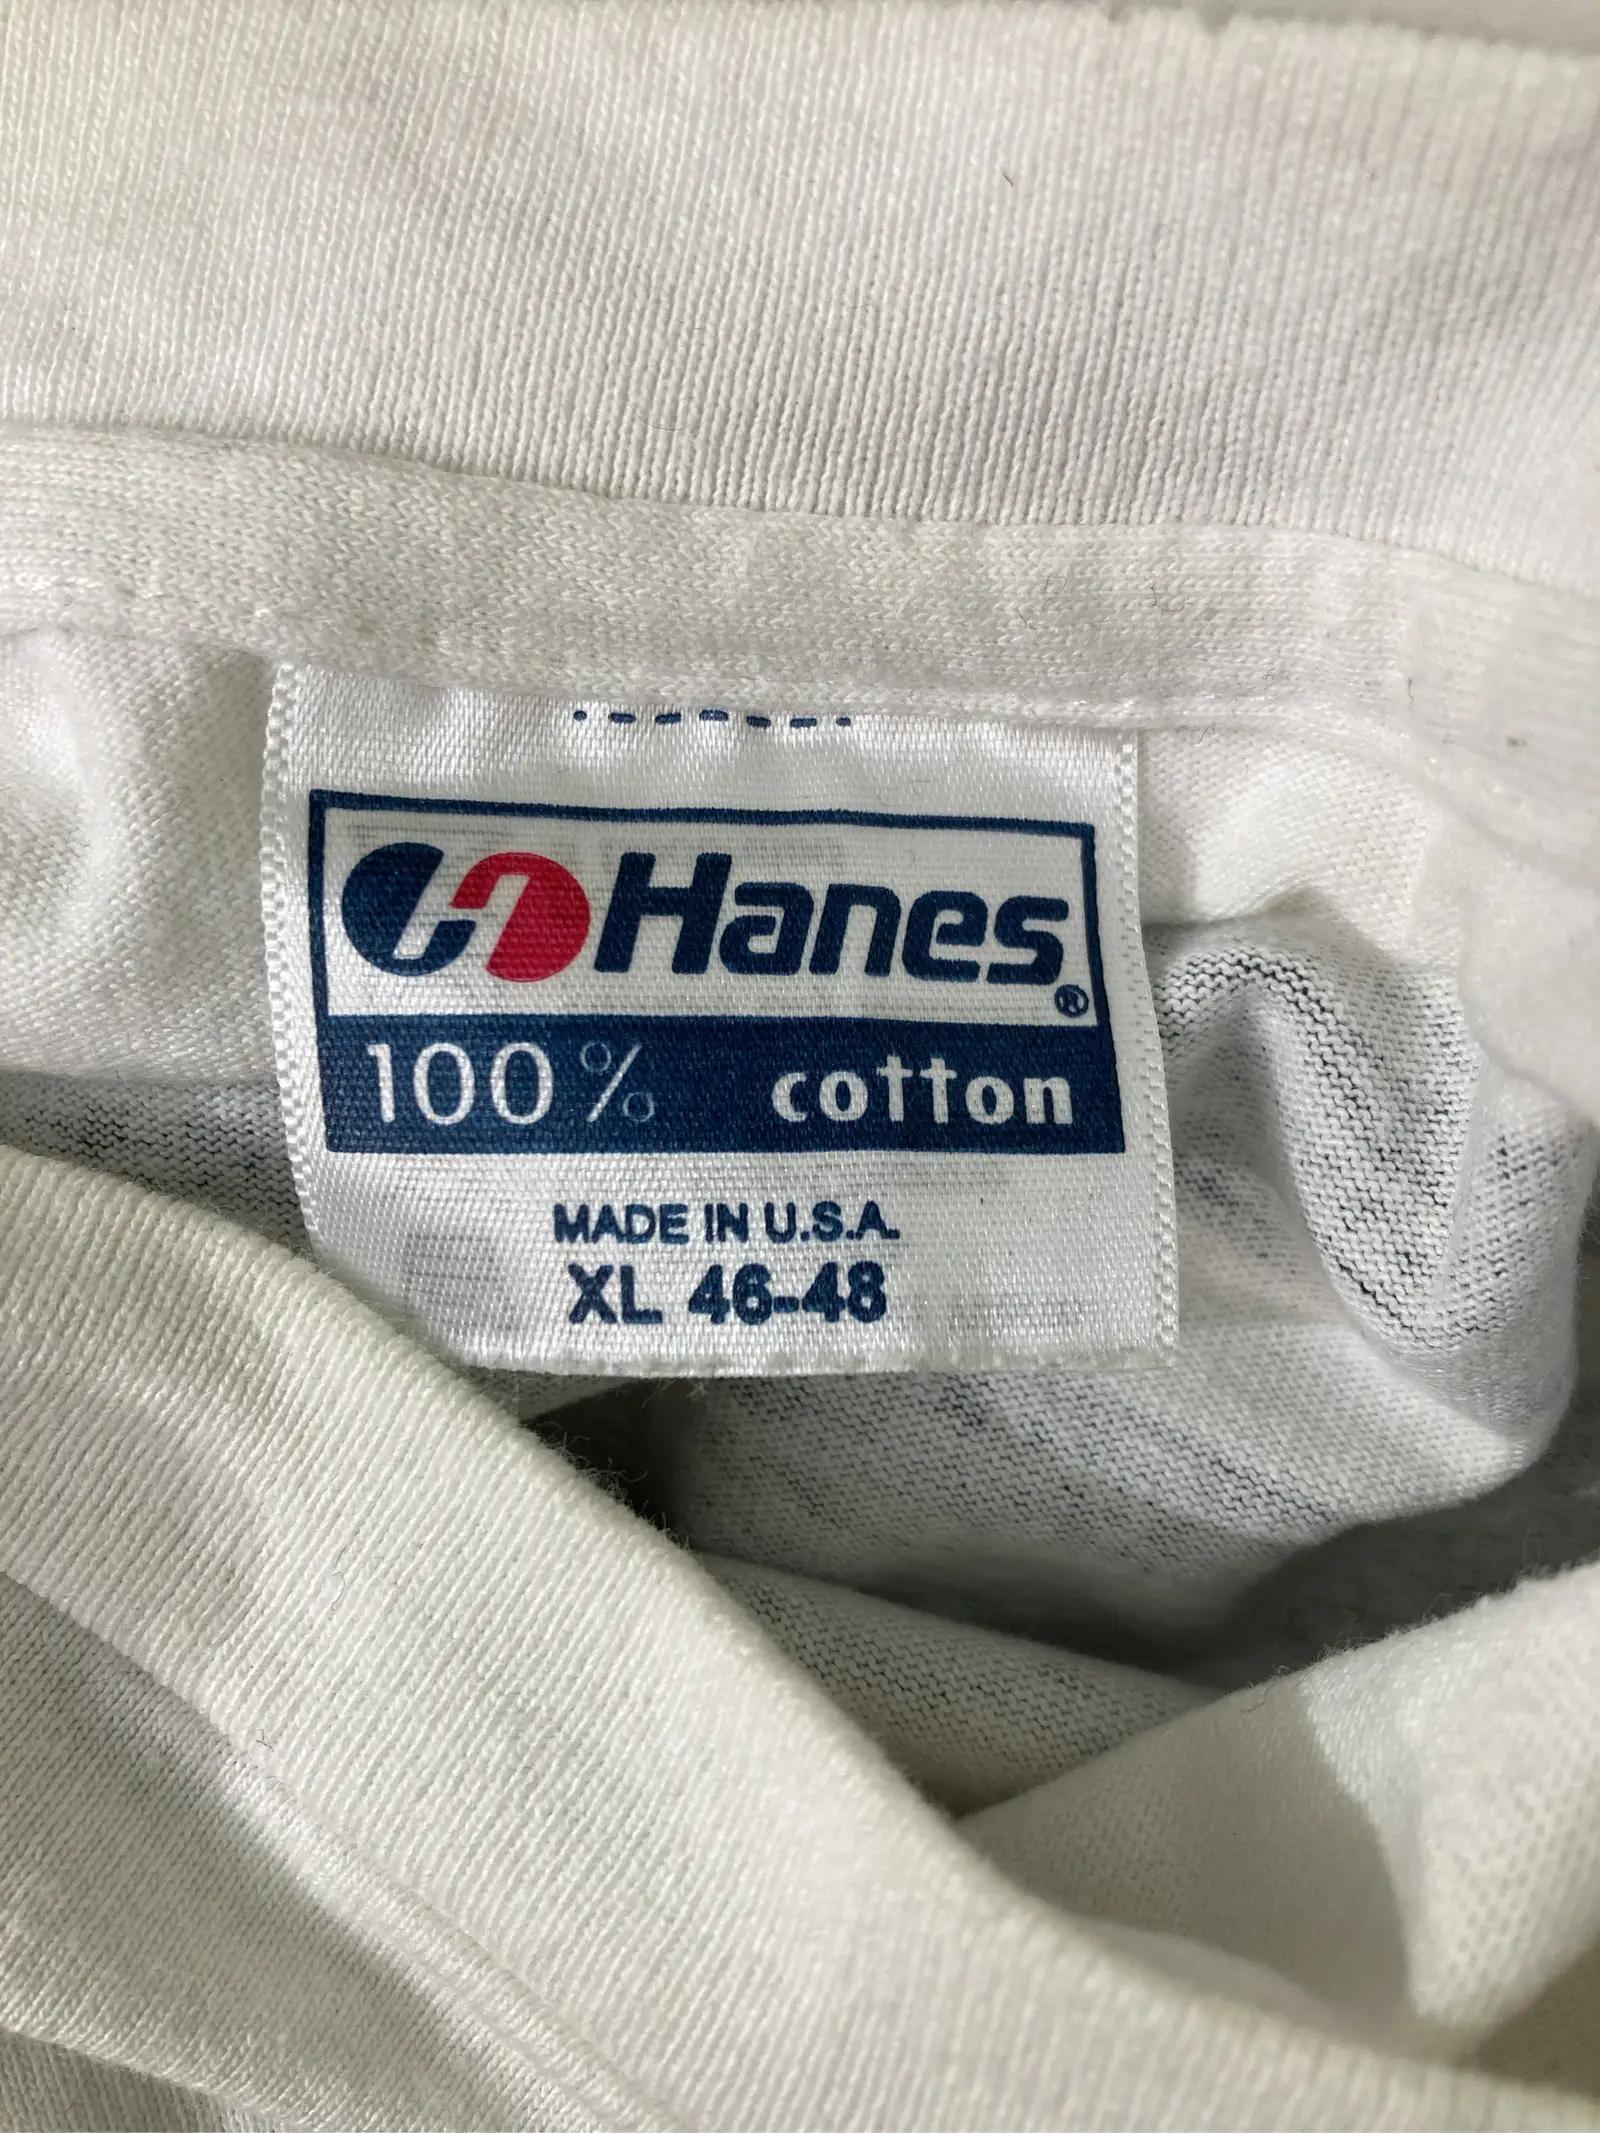 Hanes®
100% cotton
MADE IN U.S.A.
XL 46-48